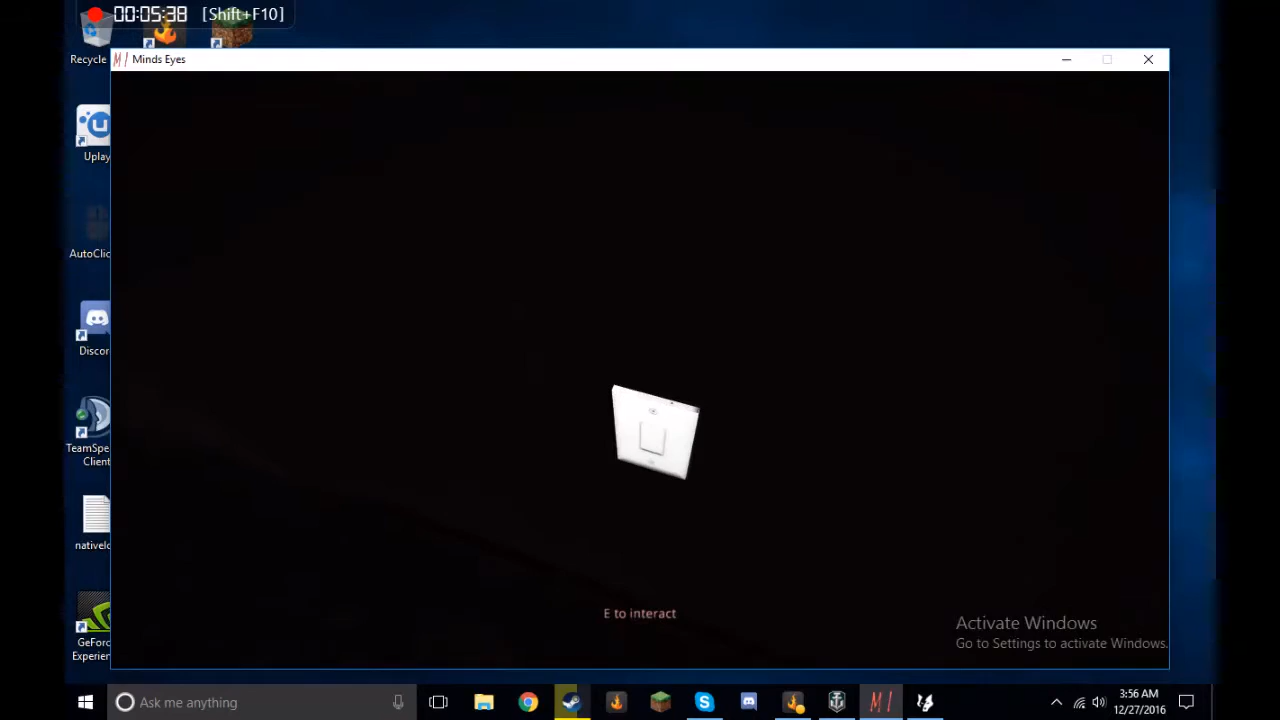 00:05:38 [Shift+F10]
Recycle
Minds Eyes
Uplay
AutoClic
Discor
TeamSpe
Client
nativelo
GeForc
Experien
E to interact
Activate Windows
Go to Settings to activate Windows.
Ask me anything
3:56 AM
12/27/2016